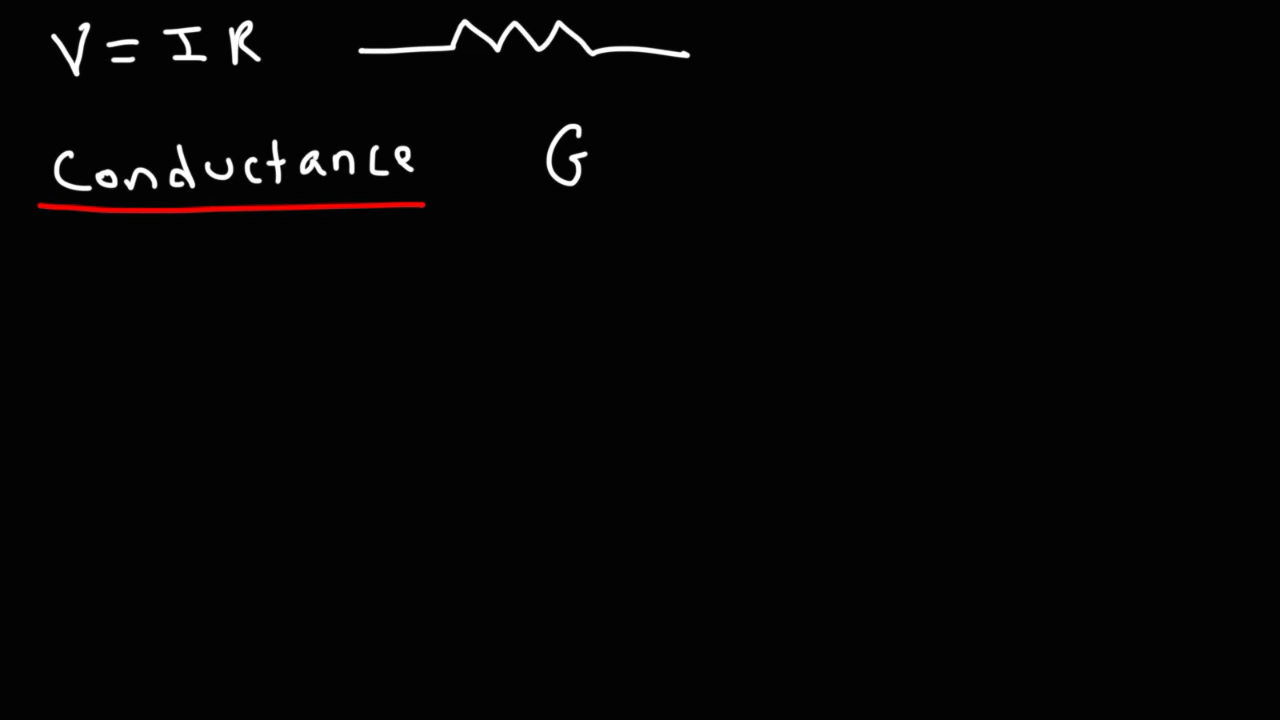 V = I R
Conductance G